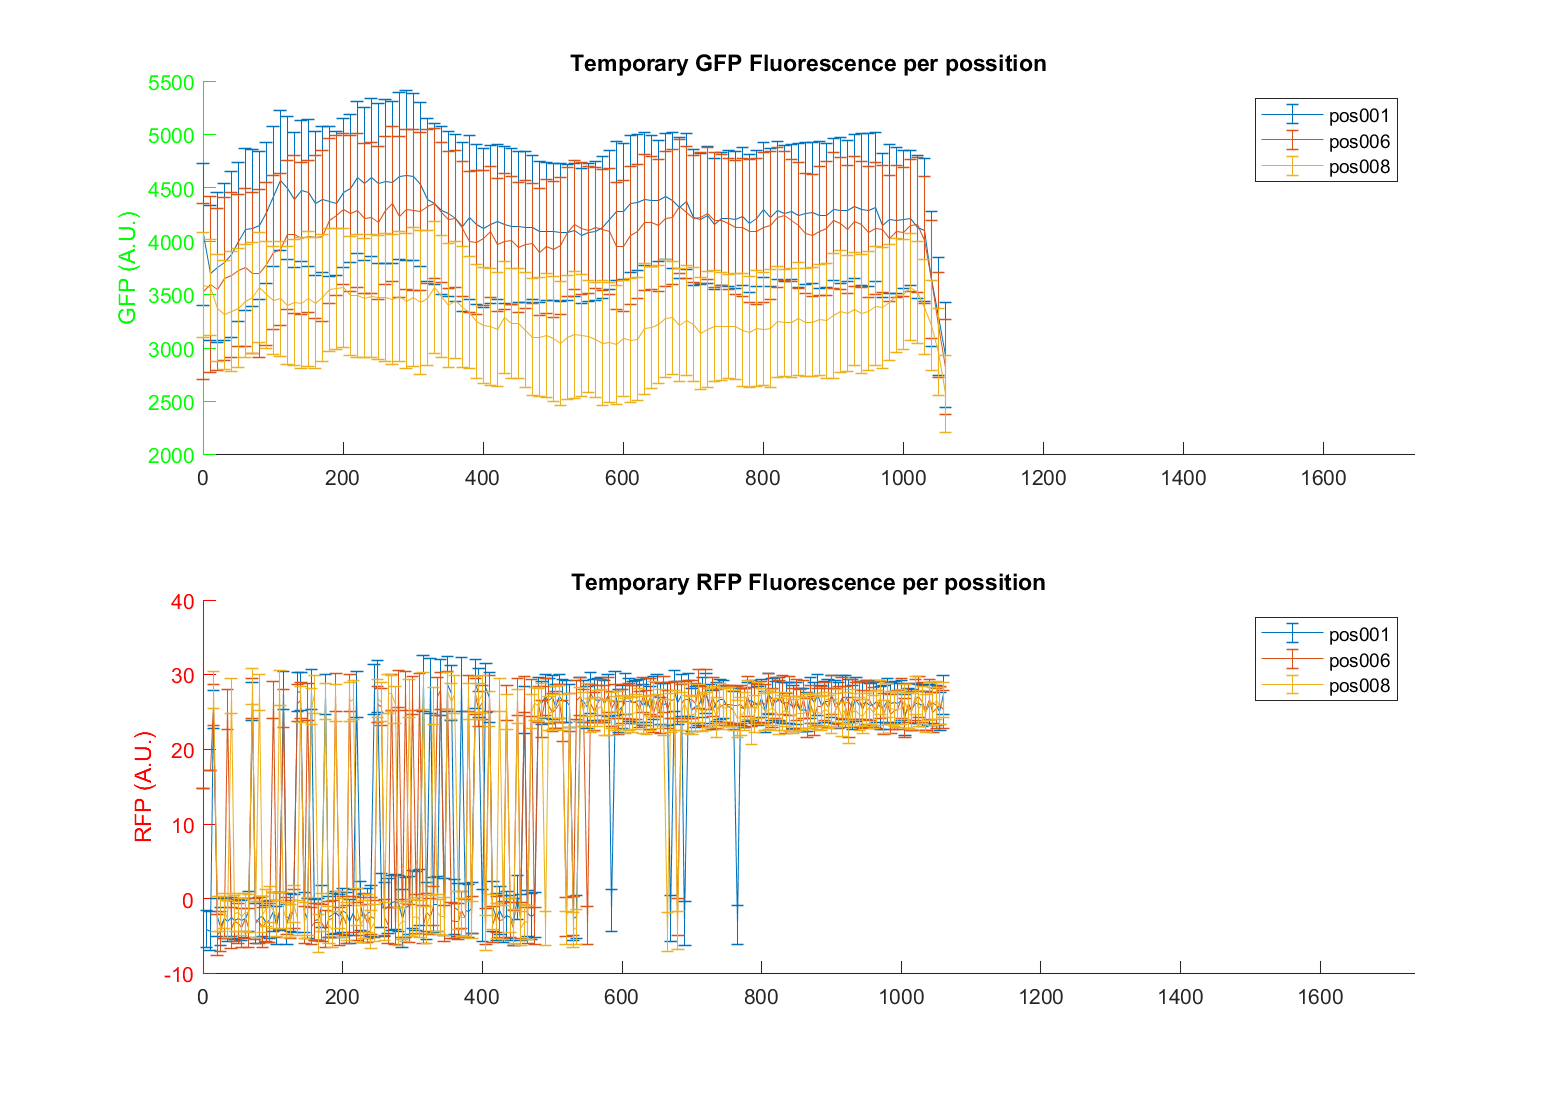 Temporary GFP Fluorescence per possition
GFP (A.U.)
5500
5000
4500
4000
3500
3000
2500
2000
0 200 400 600 800 1000 1200 1400 1600
pos001
pos006
pos008
Temporary RFP Fluorescence per possition
RFP (A.U.)
40
30
20
10
0
-10
0 200 400 600 800 1000 1200 1400 1600
pos001
pos006
pos008